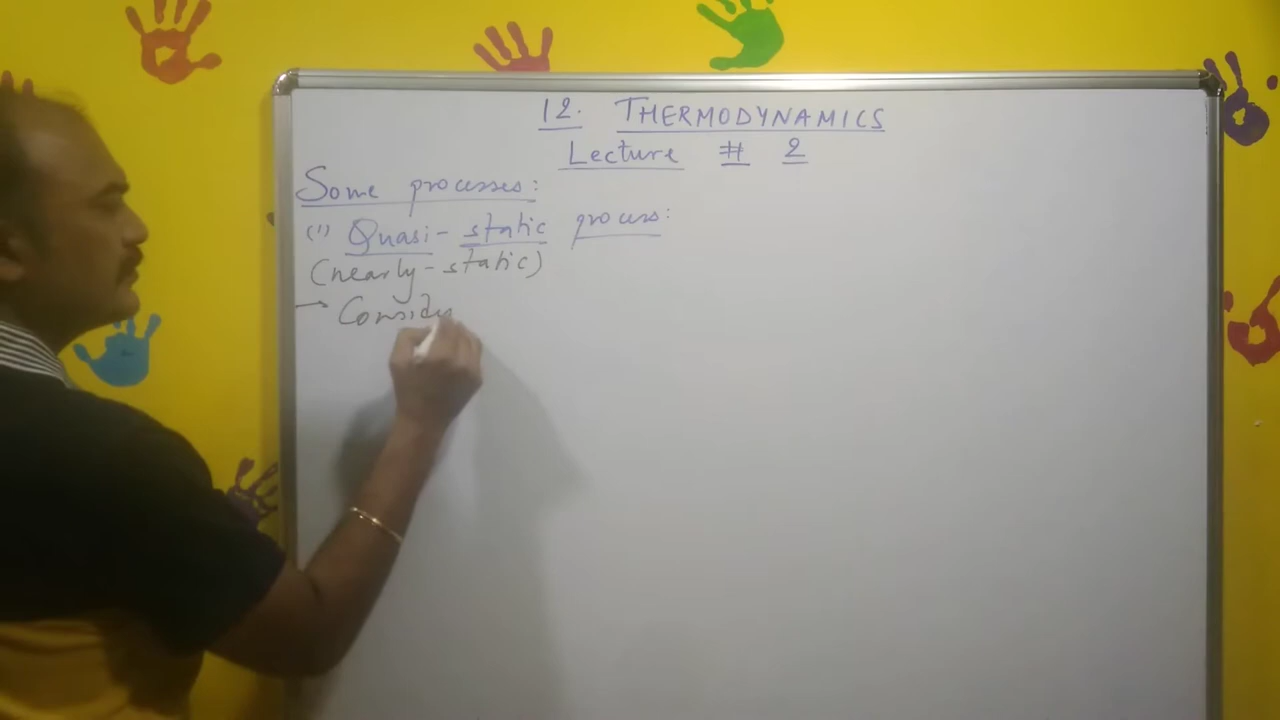 12. THERMODYNAMICS
Lecture # 2
Some processes:
(1) Quasi-static process:
(nearly-static)
→ Consider